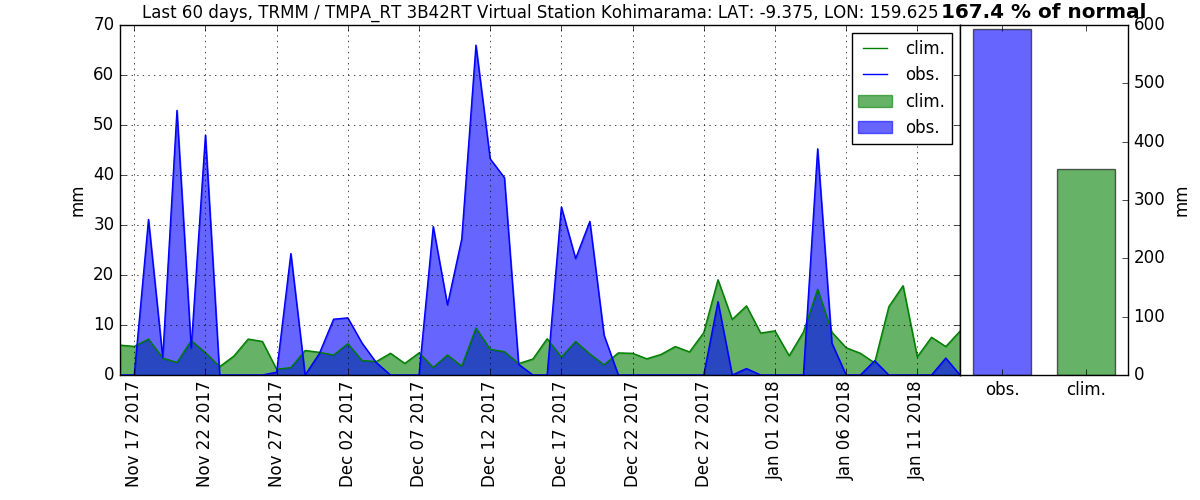 Last 60 days, TRMM / TMPA_RT 3B42RT Virtual Station Kohimarama: LAT: -9.375, LON: 159.625 167.4 % of normal
clim.
obs.
clim.
obs.
70
60
50
40
30
20
10
0
mm
Nov 17 2017
Nov 22 2017
Nov 27 2017
Dec 02 2017
Dec 07 2017
Dec 12 2017
Dec 17 2017
Dec 22 2017
Dec 27 2017
Jan 01 2018
Jan 06 2018
Jan 11 2018
600
500
400
300
200
100
0
mm
obs.
clim.